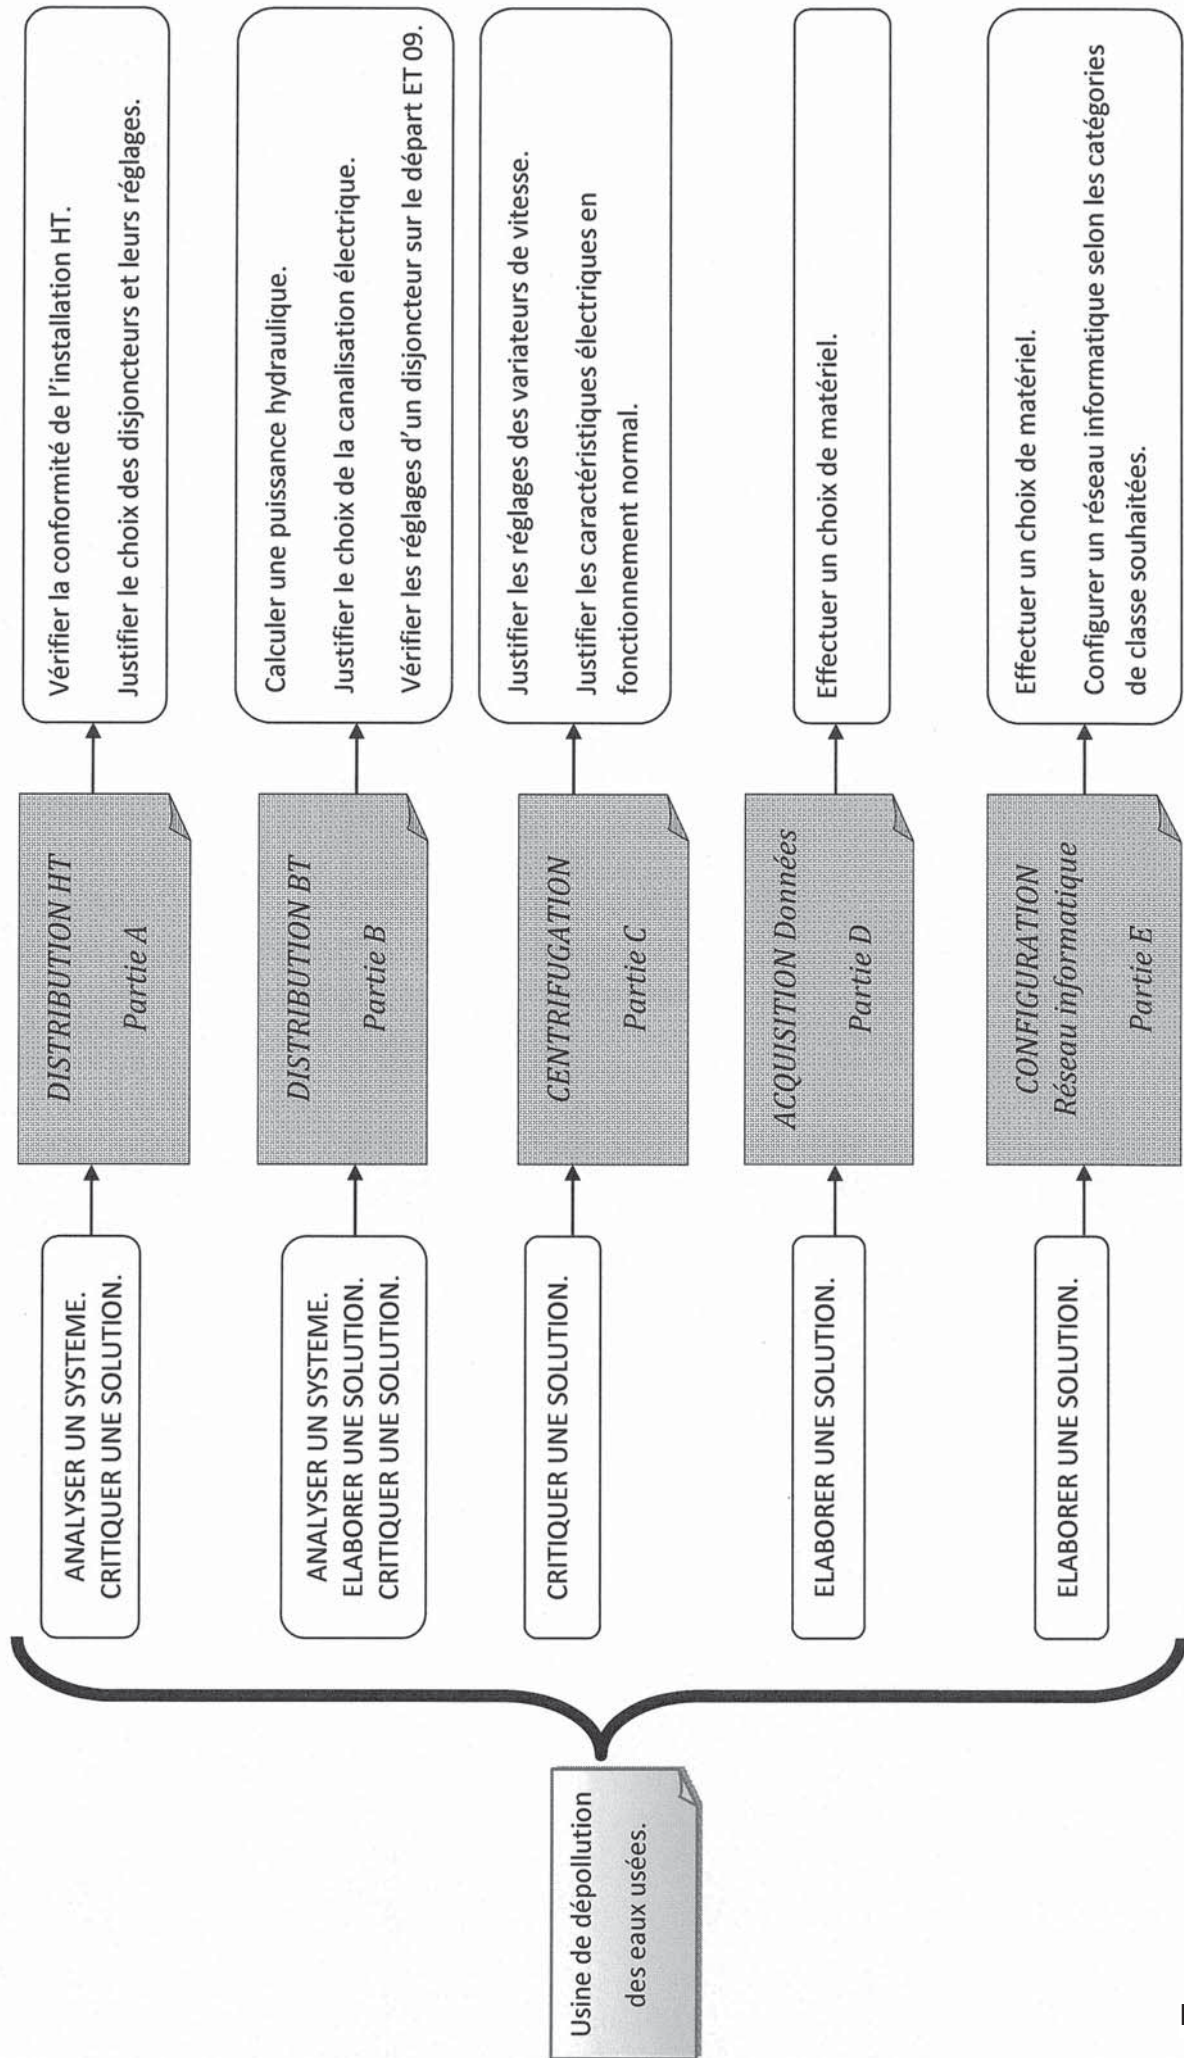 Usine de dépollution
des eaux usées.
ANALYSER UN SYSTEME.
CRITIQUER UNE SOLUTION.
DISTRIBUTION HT
Partie A
Vérifier la conformité de l'installation HT.
Justifier le choix des disjoncteurs et leurs réglages.
ANALYSER UN SYSTEME.
ELABORER UNE SOLUTION.
CRITIQUER UNE SOLUTION.
DISTRIBUTION BT
Partie B
Calculer une puissance hydraulique.
Justifier le choix de la canalisation électrique.
Vérifier les réglages d'un disjoncteur sur le départ ET 09.
CRITIQUER UNE SOLUTION.
CENTRIFUGATION
Partie C
Justifier les réglages des variateurs de vitesse.
Justifier les caractéristiques électriques en
fonctionnement normal.
ELABORER UNE SOLUTION.
ACQUISITION Données
Partie D
Effectuer un choix de matériel.
ELABORER UNE SOLUTION.
CONFIGURATION
Réseau informatique
Partie E
Effectuer un choix de matériel.
Configurer un réseau informatique selon les catégories
de classe souhaitées.